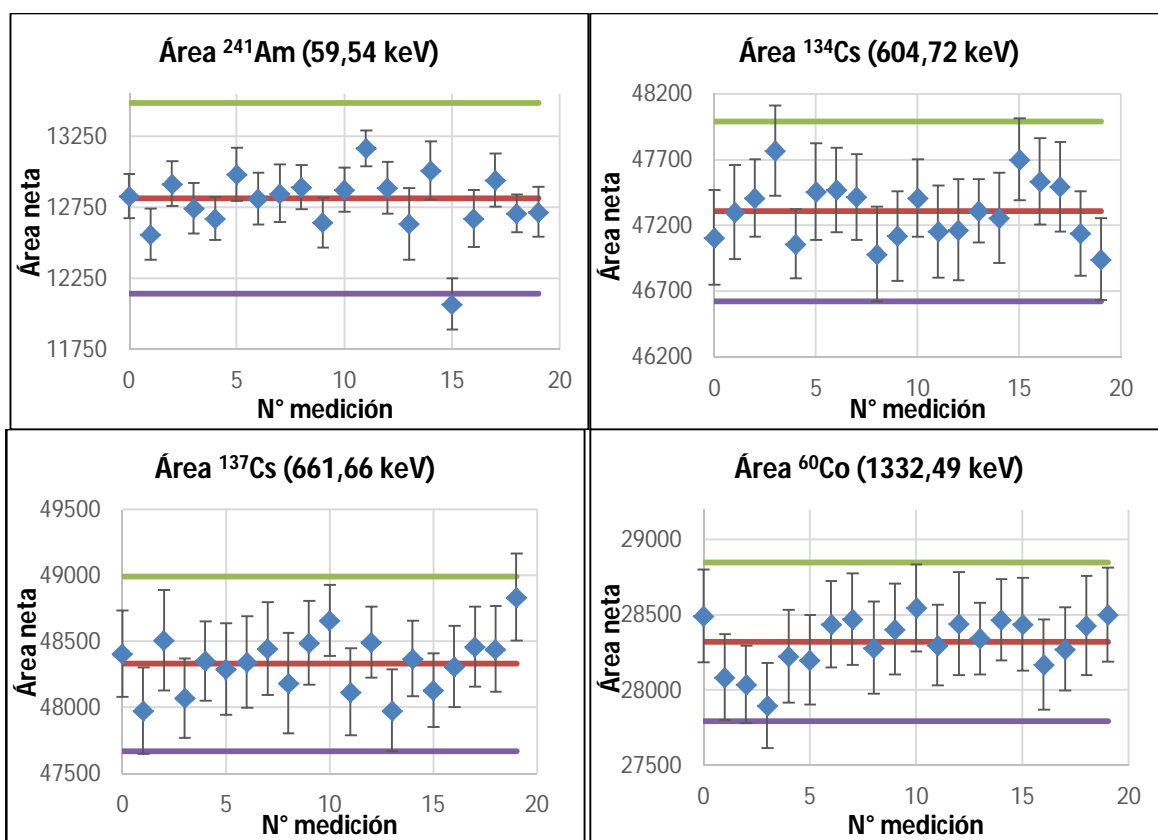 Área ²⁴¹Am (59,54 keV)
Área neta
13250
12750
12250
11750
0 5 10 15 20
N° medición
Área ¹³⁴Cs (604,72 keV)
Área neta
48200
47700
47200
46700
46200
0 5 10 15 20
N° medición
Área ¹³⁷Cs (661,66 keV)
Área neta
49500
49000
48500
48000
47500
0 5 10 15 20
N° medición
Área ⁶⁰Co (1332,49 keV)
Área neta
29000
28500
28000
27500
0 5 10 15 20
N° medición